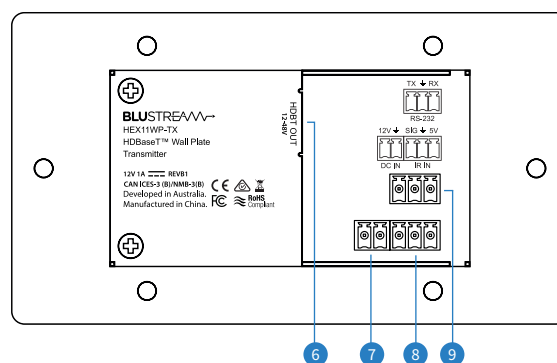 BLUSTREAM
HEX11WP-TX
HDBaseT™ Wall Plate
Transmitter
12V 1A REVB1
CAN ICES-3 (B)/NMB-3(B)
Developed in Australia.
Manufactured in China.
CE
FC
RoHS
Compliant
HDBT OUT
12-48V
TX RX
RS-232
12V SIG 5V
DC IN IR IN
6 7 8 9